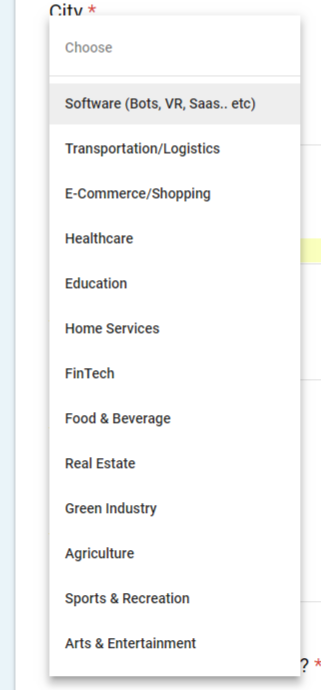 City *
Choose
Software (Bots, VR, Saas.. etc)
Transportation/Logistics
E-Commerce/Shopping
Healthcare
Education
Home Services
FinTech
Food & Beverage
Real Estate
Green Industry
Agriculture
Sports & Recreation
Arts & Entertainment
? *